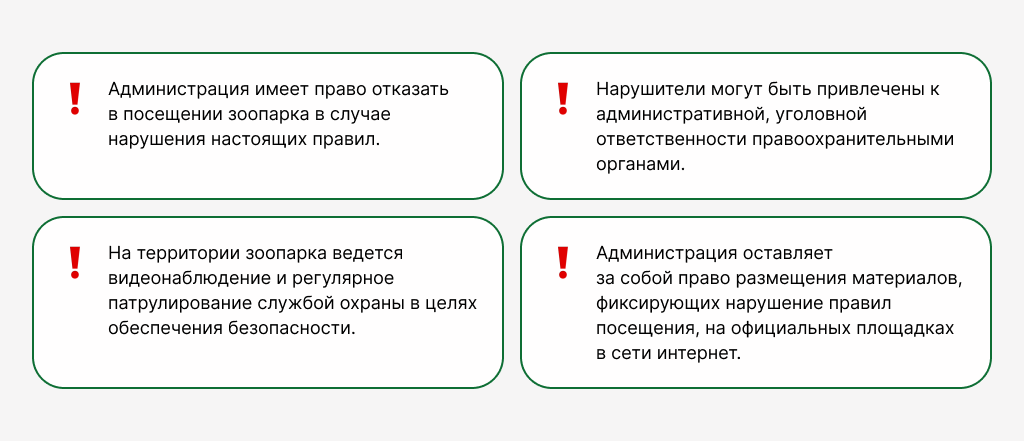 Администрация имеет право отказать
в посещении зоопарка в случае
нарушения настоящих правил.
Нарушители могут быть привлечены к
административной, уголовной
ответственности правоохранительными
органами.
На территории зоопарка ведется
видеонаблюдение и регулярное
патрулирование службой охраны в целях
обеспечения безопасности.
Администрация оставляет
за собой право размещения материалов,
фиксирующих нарушение правил
посещения, на официальных площадках
в сети интернет.